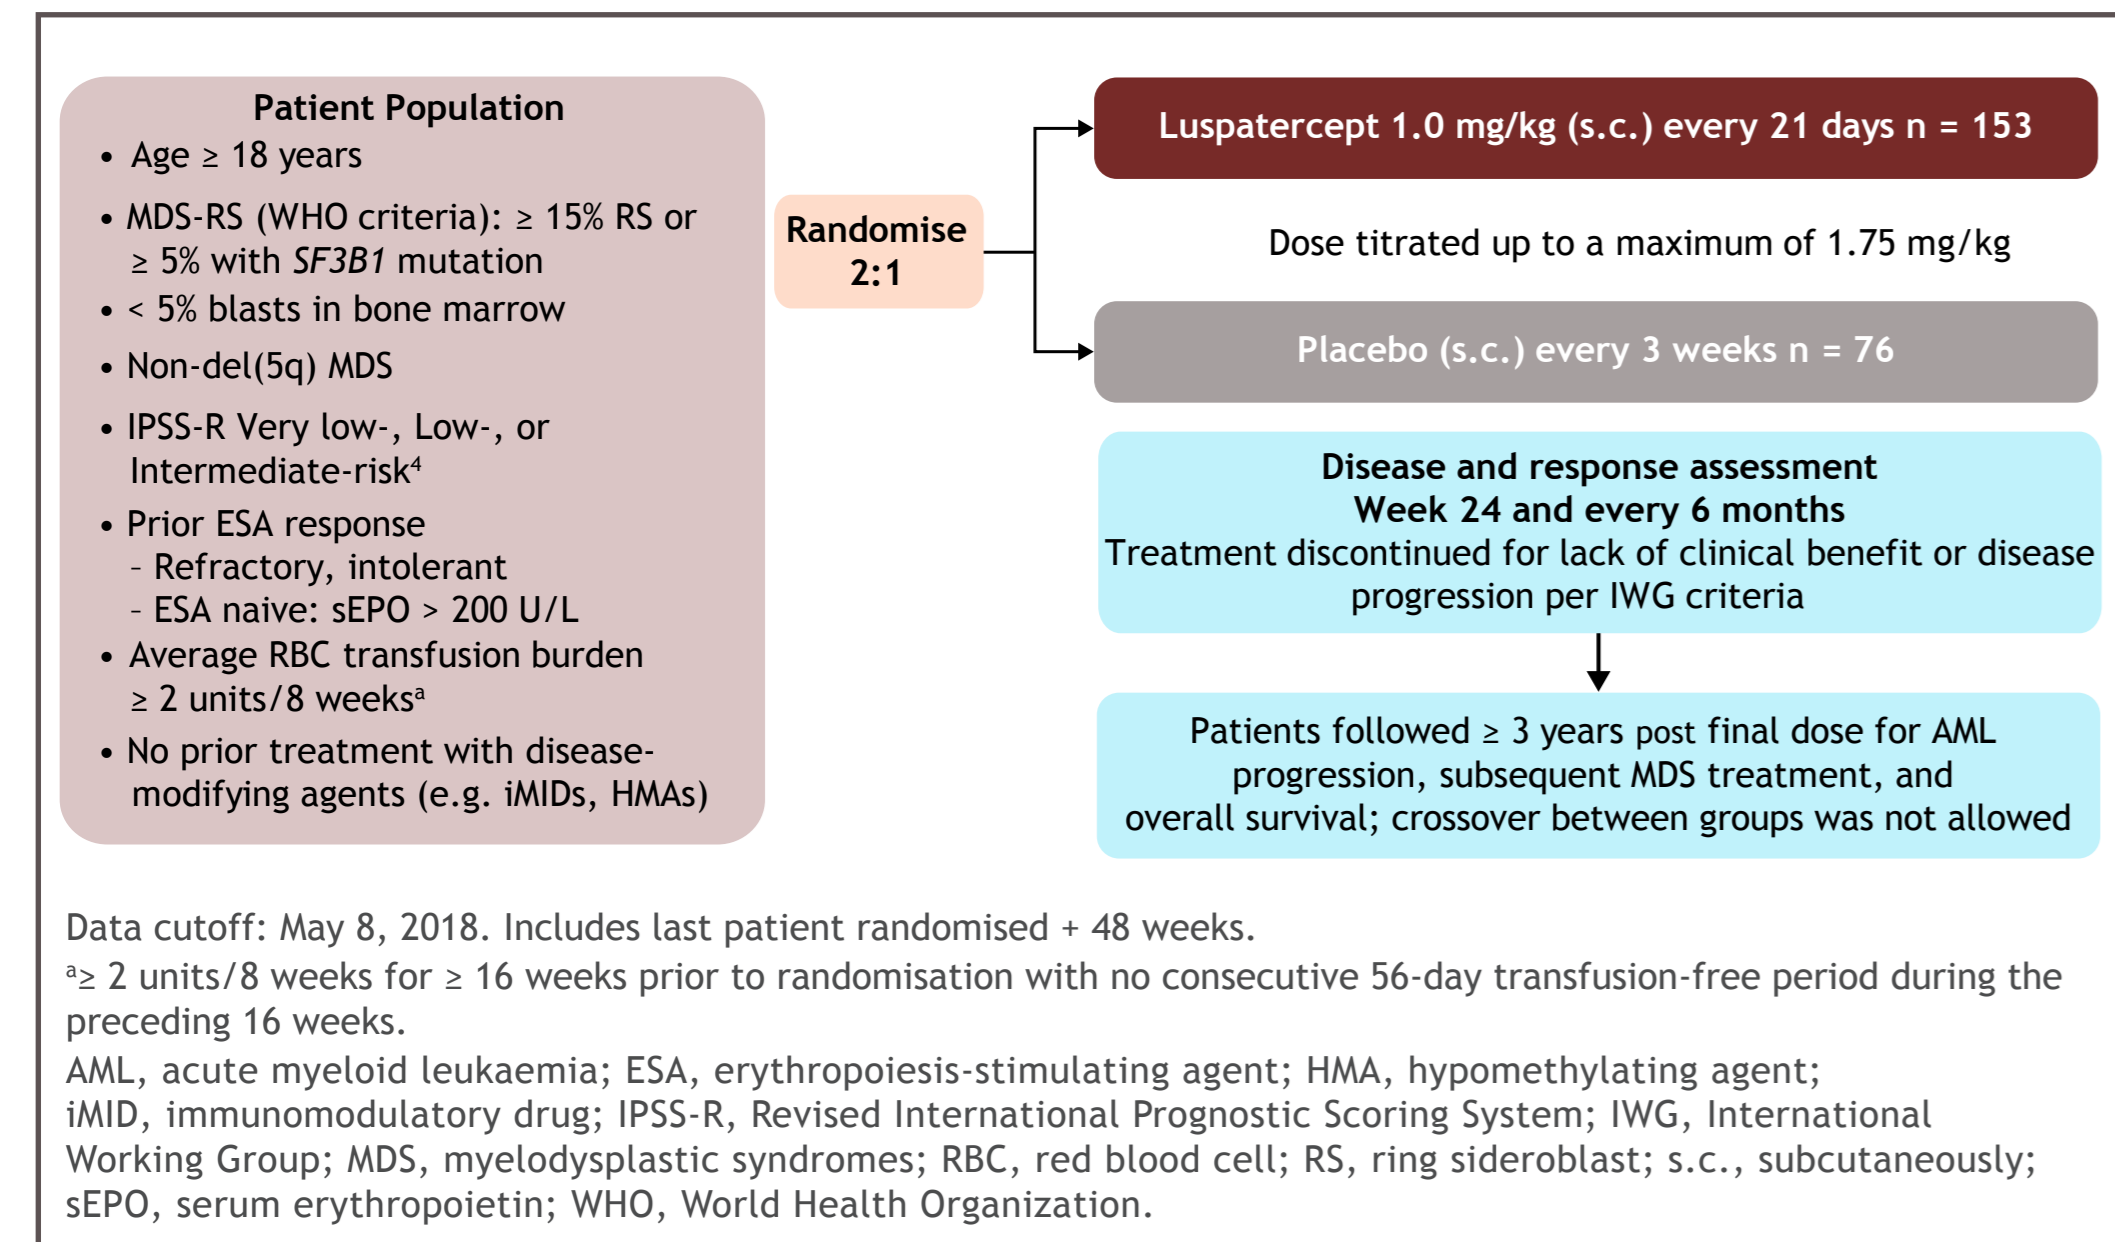 Patient Population
• Age ≥ 18 years
• MDS-RS (WHO criteria): ≥ 15% RS or
≥ 5% with SF3B1 mutation
• < 5% blasts in bone marrow
• Non-del(5q) MDS
• IPSS-R Very low-, Low-, or
Intermediate-risk⁴
• Prior ESA response
– Refractory, intolerant
– ESA naive: sEPO > 200 U/L
• Average RBC transfusion burden
≥ 2 units/8 weeksᵃ
• No prior treatment with disease-
modifying agents (e.g. iMIDs, HMAs)
Randomise
2:1
Luspatercept 1.0 mg/kg (s.c.) every 21 days n = 153
Dose titrated up to a maximum of 1.75 mg/kg
Placebo (s.c.) every 3 weeks n = 76
Disease and response assessment
Week 24 and every 6 months
Treatment discontinued for lack of clinical benefit or disease
progression per IWG criteria
Patients followed ≥ 3 years post final dose for AML
progression, subsequent MDS treatment, and
overall survival; crossover between groups was not allowed
Data cutoff: May 8, 2018. Includes last patient randomised + 48 weeks.
ᵃ≥ 2 units/8 weeks for ≥ 16 weeks prior to randomisation with no consecutive 56-day transfusion-free period during the
preceding 16 weeks.
AML, acute myeloid leukaemia; ESA, erythropoiesis-stimulating agent; HMA, hypomethylating agent;
iMID, immunomodulatory drug; IPSS-R, Revised International Prognostic Scoring System; IWG, International
Working Group; MDS, myelodysplastic syndromes; RBC, red blood cell; RS, ring sideroblast; s.c., subcutaneously;
sEPO, serum erythropoietin; WHO, World Health Organization.